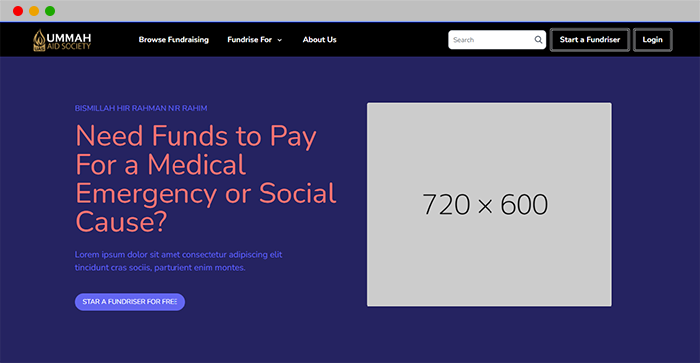 UMMAH
AID SOCIETY
Browse Fundraising
Fundrise For
About Us
Search
Start a Fundriser
Login
BISMILLAH HIR RAHMAN NIR RAHIM
Need Funds to Pay
For a Medical
Emergency or Social
Cause?
Lorem ipsum dolor sit amet consectetur adipiscing elit
tincidunt cras sociis, parturient enim montes.
STAR A FUNDRISER FOR FREE
720 × 600